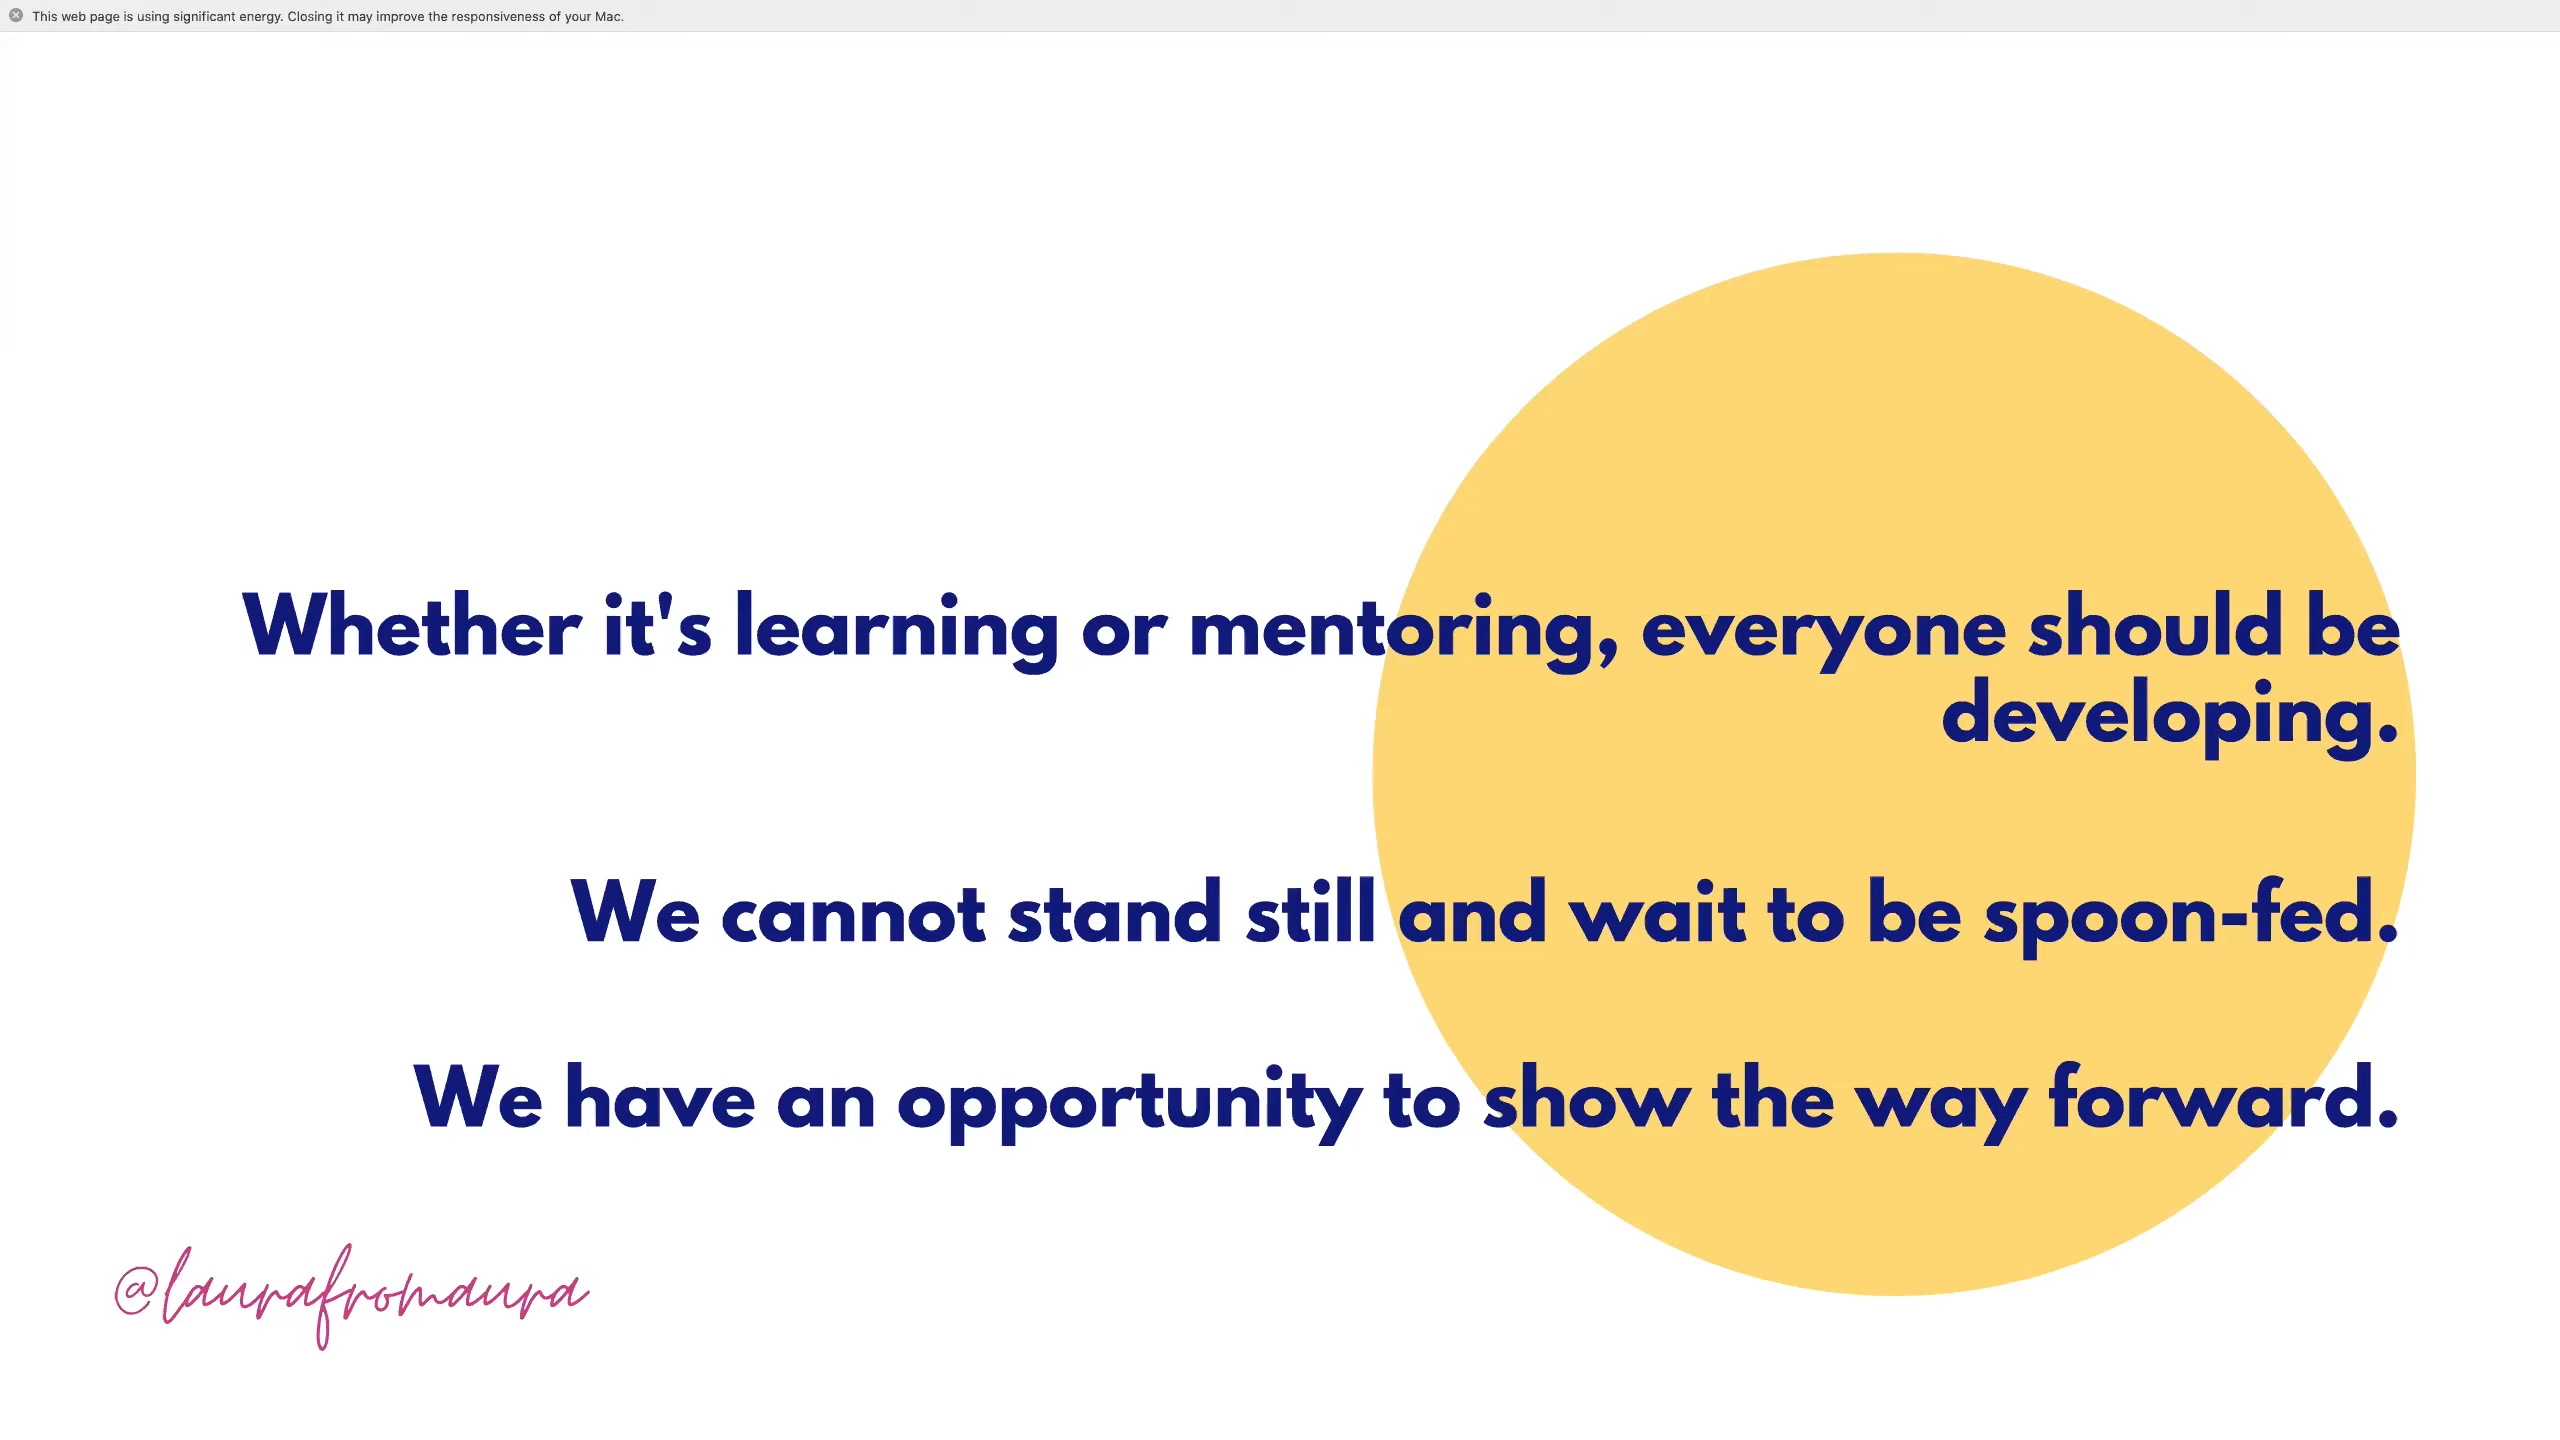 This web page is using significant energy. Closing it may improve the responsiveness of your Mac.
Whether it's learning or mentoring, everyone should be
developing.
We cannot stand still and wait to be spoon-fed.
We have an opportunity to show the way forward.
@laurafromaura